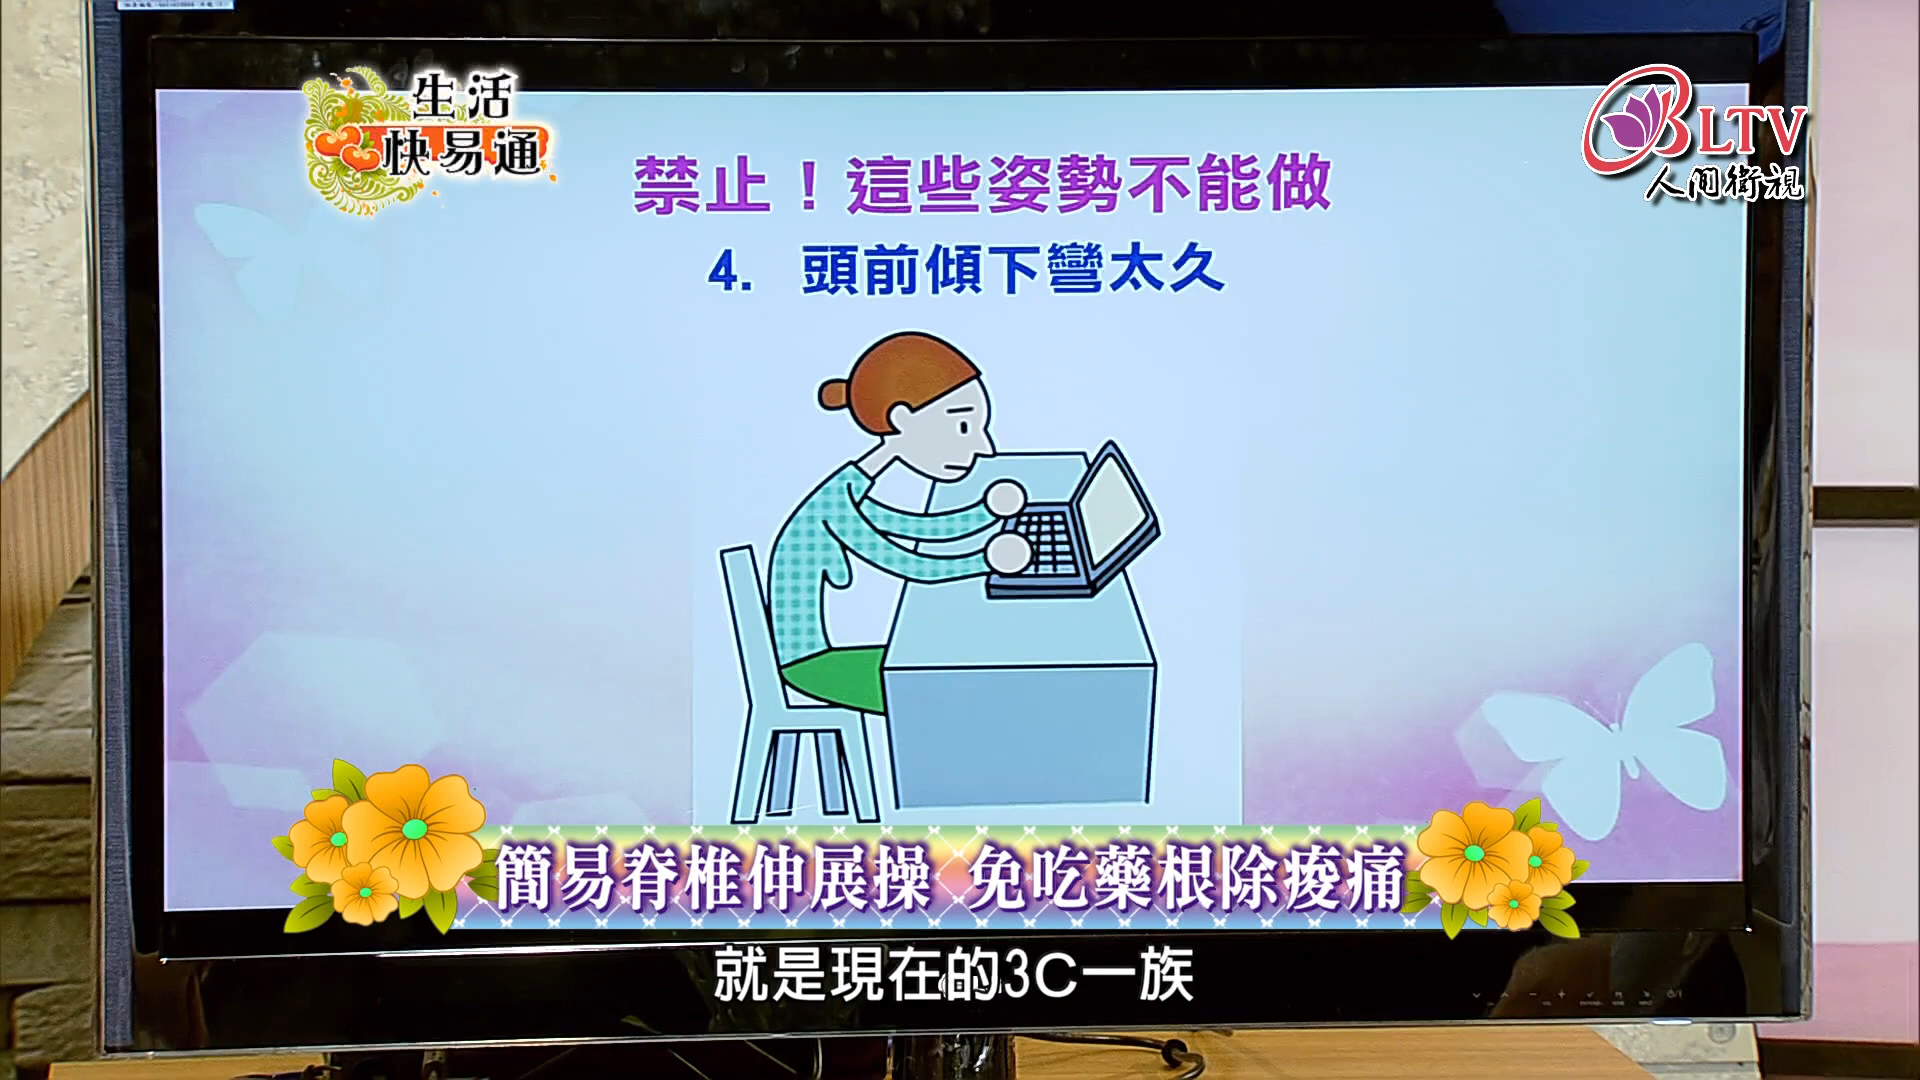 生活
快易通
BLTV
人間衛視
禁止！這些姿勢不能做
4. 頭前傾下彎太久
簡易脊椎伸展操 免吃藥根除痠痛
就是現在的3C一族